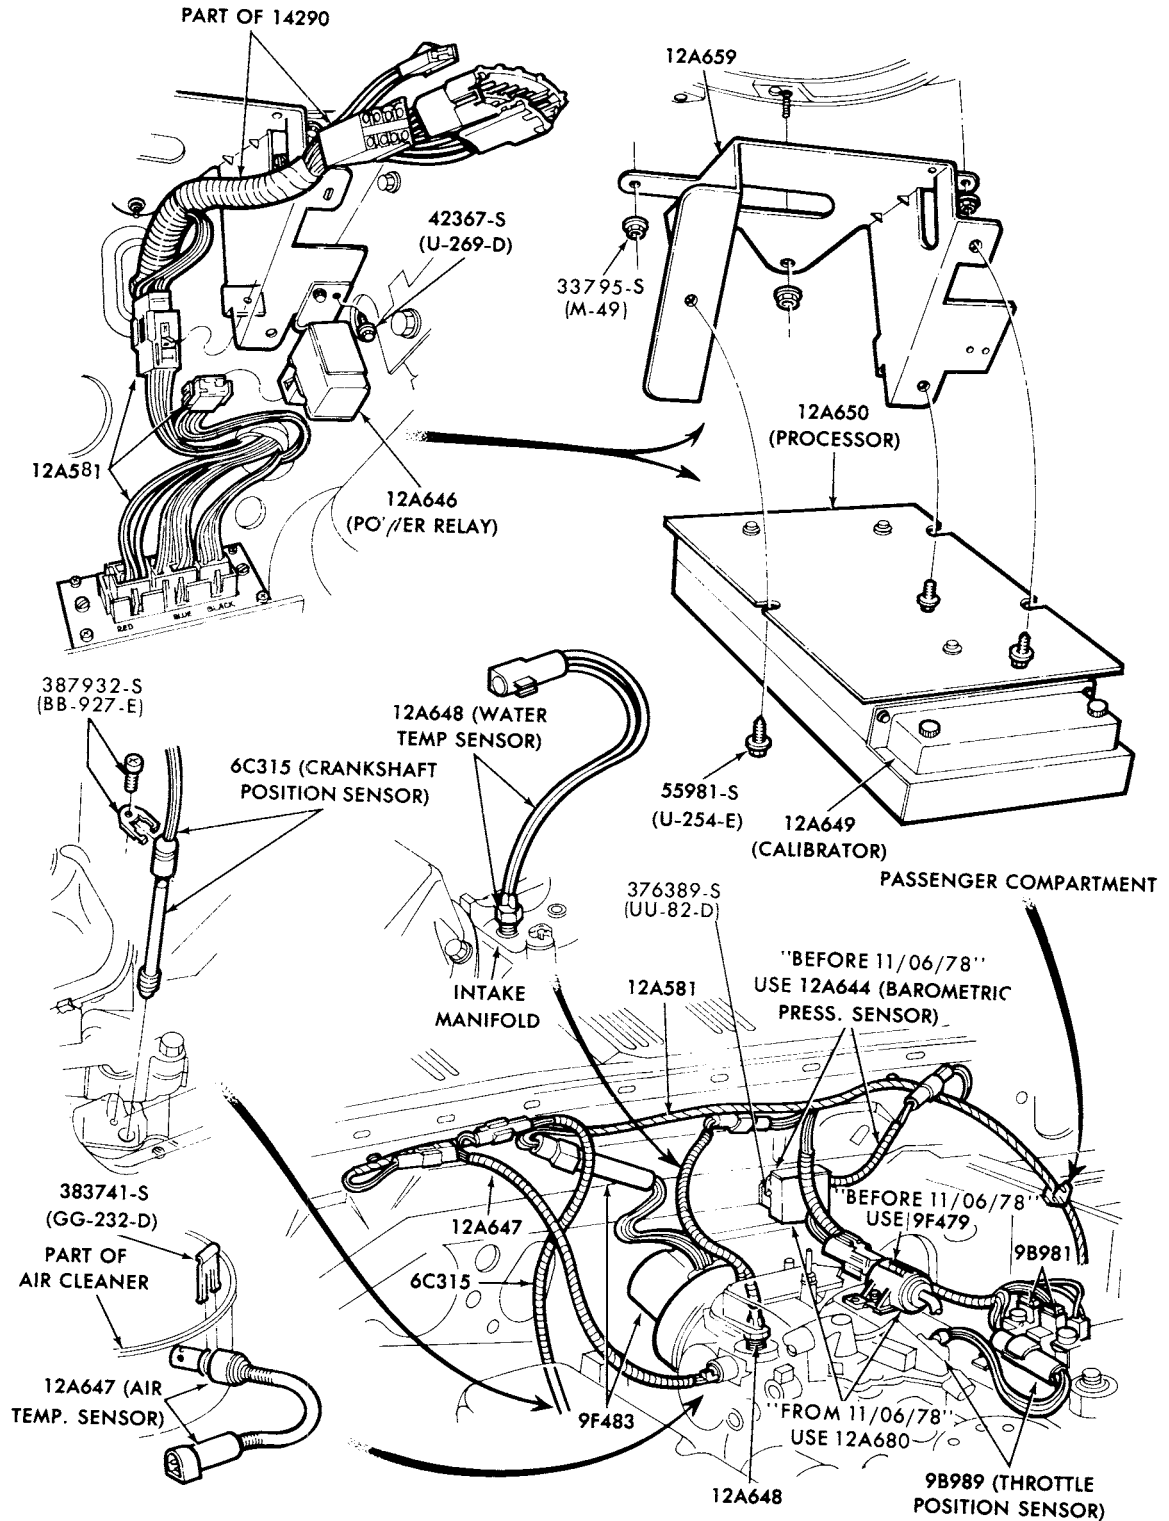 PART OF 14290
12A659
42367-S
(U-269-D)
33795-S
(M-49)
12A650
(PROCESSOR)
12A581
12A646
(POWER RELAY)
RED
BLUE
BLACK
387932-S
(BB-927-E)
12A648 (WATER
TEMP SENSOR)
6C315 (CRANKSHAFT
POSITION SENSOR)
55981-S
(U-254-E)
12A649
(CALIBRATOR)
PASSENGER COMPARTMENT
376389-S
(UU-82-D)
"BEFORE 11/06/78"
USE 12A644 (BAROMETRIC
PRESS. SENSOR)
12A581
INTAKE
MANIFOLD
383741-S
(GG-232-D)
PART OF
AIR CLEANER
12A647
6C315
"BEFORE 11/06/78"
USE 9F479
9B981
12A647 (AIR
TEMP. SENSOR)
9F483
"FROM 11/06/78"
USE 12A680
12A648
9B989 (THROTTLE
POSITION SENSOR)